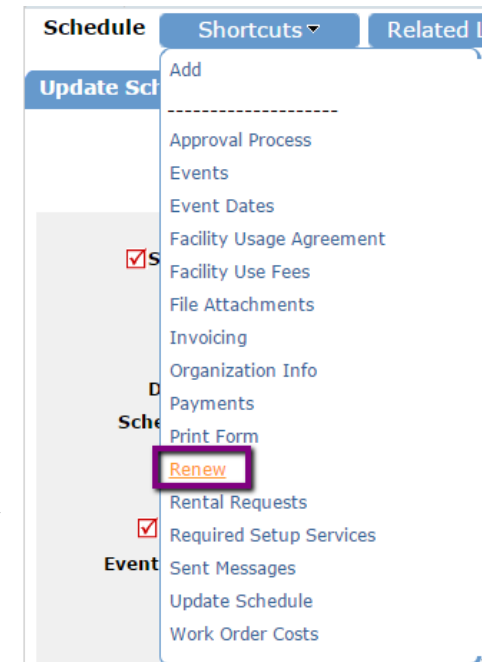 Schedule Shortcuts Related L
Add
Update Sch
--------------------
Approval Process
Events
Event Dates
Facility Usage Agreement
S
Facility Use Fees
File Attachments
Invoicing
Organization Info
D
Payments
Sche
Print Form
Renew
Rental Requests
Required Setup Services
Event
Sent Messages
Update Schedule
Work Order Costs